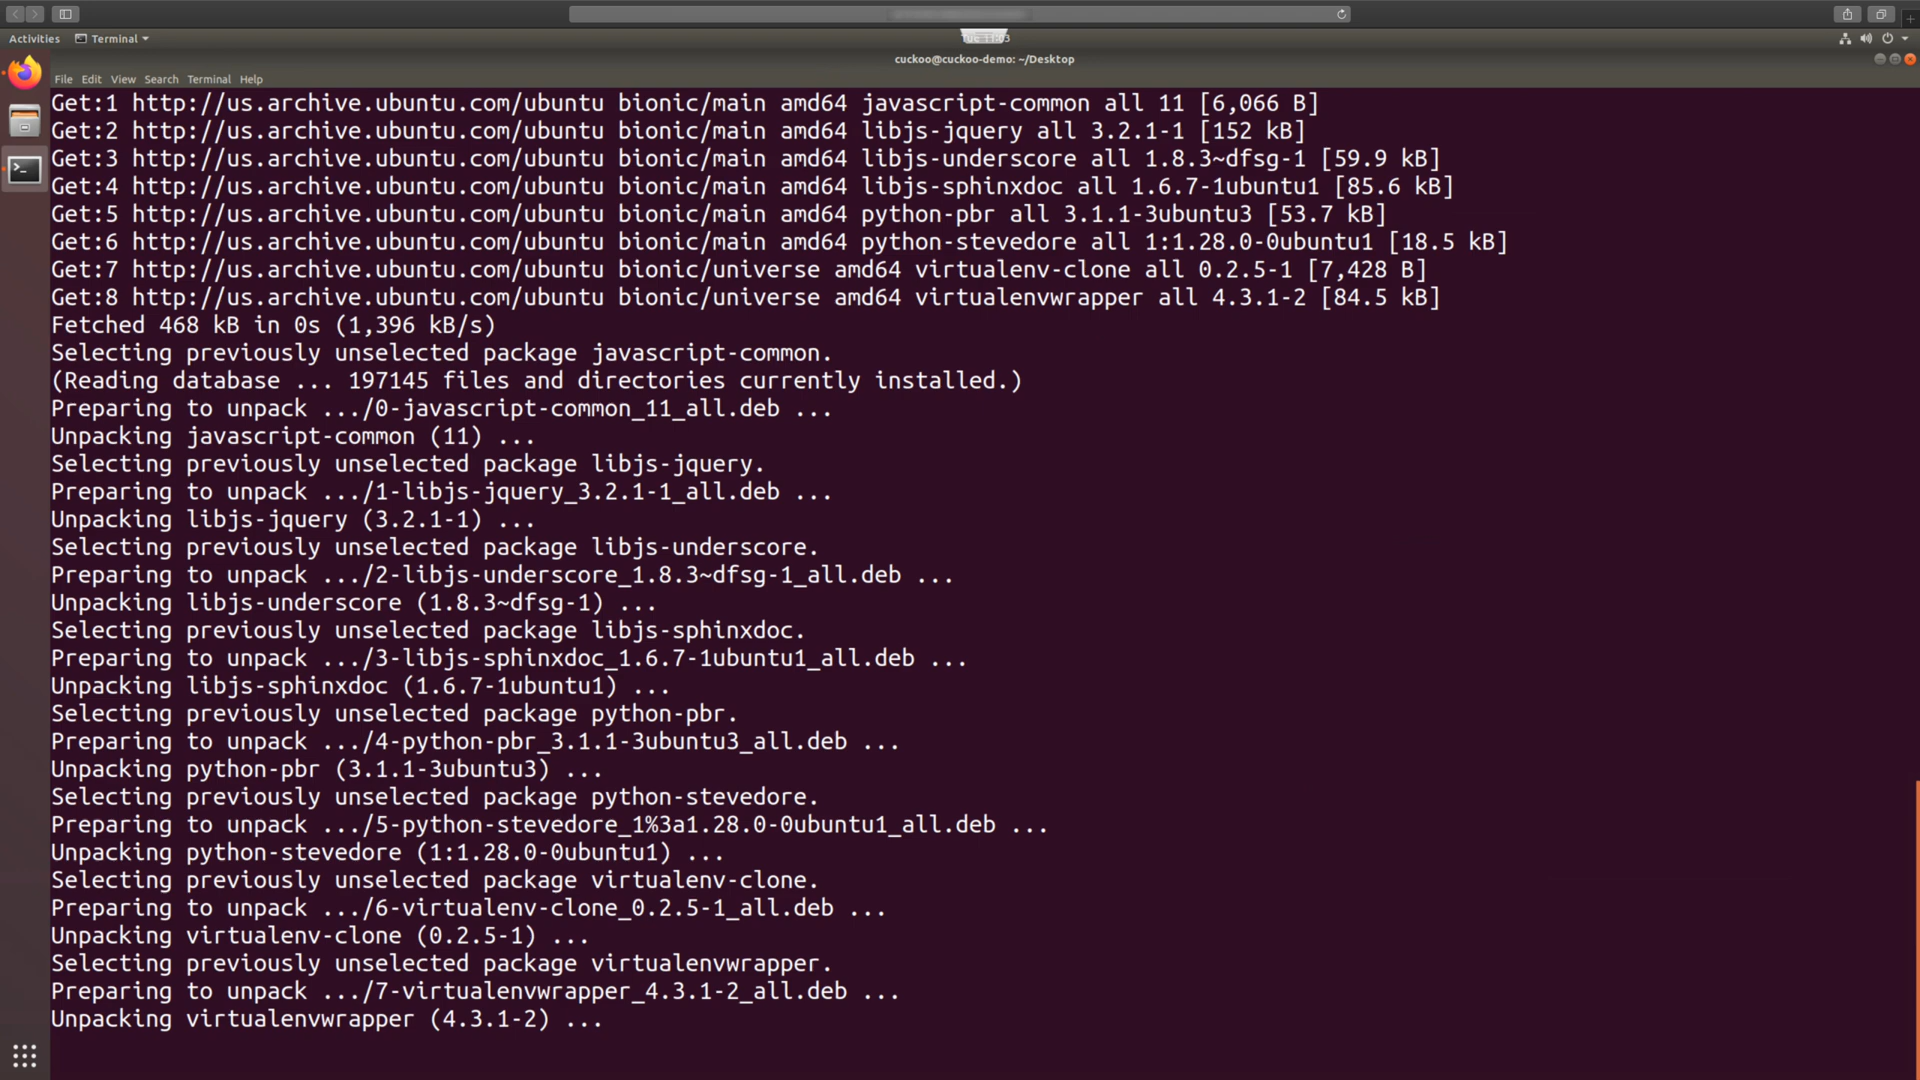 Activities Terminal
Tue 11:03
cuckoo@cuckoo-demo: ~/Desktop
File Edit View Search Terminal Help
Get:1 http://us.archive.ubuntu.com/ubuntu bionic/main amd64 javascript-common all 11 [6,066 B]
Get:2 http://us.archive.ubuntu.com/ubuntu bionic/main amd64 libjs-jquery all 3.2.1-1 [152 kB]
Get:3 http://us.archive.ubuntu.com/ubuntu bionic/main amd64 libjs-underscore all 1.8.3~dfsg-1 [59.9 kB]
Get:4 http://us.archive.ubuntu.com/ubuntu bionic/main amd64 libjs-sphinxdoc all 1.6.7-1ubuntu1 [85.6 kB]
Get:5 http://us.archive.ubuntu.com/ubuntu bionic/main amd64 python-pbr all 3.1.1-3ubuntu3 [53.7 kB]
Get:6 http://us.archive.ubuntu.com/ubuntu bionic/main amd64 python-stevedore all 1:1.28.0-0ubuntu1 [18.5 kB]
Get:7 http://us.archive.ubuntu.com/ubuntu bionic/universe amd64 virtualenv-clone all 0.2.5-1 [7,428 B]
Get:8 http://us.archive.ubuntu.com/ubuntu bionic/universe amd64 virtualenvwrapper all 4.3.1-2 [84.5 kB]
Fetched 468 kB in 0s (1,396 kB/s)
Selecting previously unselected package javascript-common.
(Reading database ... 197145 files and directories currently installed.)
Preparing to unpack .../0-javascript-common_11_all.deb ...
Unpacking javascript-common (11) ...
Selecting previously unselected package libjs-jquery.
Preparing to unpack .../1-libjs-jquery_3.2.1-1_all.deb ...
Unpacking libjs-jquery (3.2.1-1) ...
Selecting previously unselected package libjs-underscore.
Preparing to unpack .../2-libjs-underscore_1.8.3~dfsg-1_all.deb ...
Unpacking libjs-underscore (1.8.3~dfsg-1) ...
Selecting previously unselected package libjs-sphinxdoc.
Preparing to unpack .../3-libjs-sphinxdoc_1.6.7-1ubuntu1_all.deb ...
Unpacking libjs-sphinxdoc (1.6.7-1ubuntu1) ...
Selecting previously unselected package python-pbr.
Preparing to unpack .../4-python-pbr_3.1.1-3ubuntu3_all.deb ...
Unpacking python-pbr (3.1.1-3ubuntu3) ...
Selecting previously unselected package python-stevedore.
Preparing to unpack .../5-python-stevedore_1%3a1.28.0-0ubuntu1_all.deb ...
Unpacking python-stevedore (1:1.28.0-0ubuntu1) ...
Selecting previously unselected package virtualenv-clone.
Preparing to unpack .../6-virtualenv-clone_0.2.5-1_all.deb ...
Unpacking virtualenv-clone (0.2.5-1) ...
Selecting previously unselected package virtualenvwrapper.
Preparing to unpack .../7-virtualenvwrapper_4.3.1-2_all.deb ...
Unpacking virtualenvwrapper (4.3.1-2) ...